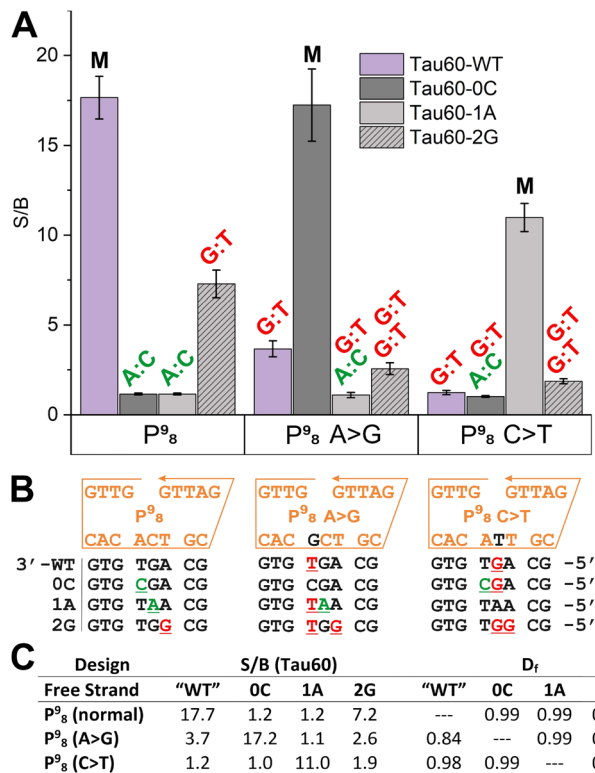 A
20
15
10
5
0
S/B
M
A:C
A:C
G:T
G:T
M
G:T
A:C
G:T
G:T
M
G:T
G:T
A:C
G:T
G:T
Tau60-WT
Tau60-0C
Tau60-1A
Tau60-2G
P⁹₈
P⁹₈ A>G
P⁹₈ C>T
B
GTTG GTTAG
P⁹₈
CAC ACT GC
GTTG GTTAG
P⁹₈ A>G
CAC GCT GC
GTTG GTTAG
P⁹₈ C>T
CAC ATT GC
3′ -WT GTG TGA CG GTG TGA CG GTG TGA CG -5′
0C GTG CGA CG GTG CGA CG GTG CGA CG -5′
1A GTG TAA CG GTG TAA CG GTG TAA CG -5′
2G GTG TGG CG GTG TGG CG GTG TGG CG -5′
C
Design S/B (Tau60) Df
Free Strand "WT" 0C 1A 2G "WT" 0C 1A
P⁹₈ (normal) 17.7 1.2 1.2 7.2 --- 0.99 0.99
P⁹₈ (A>G) 3.7 17.2 1.1 2.6 0.84 --- 0.99
P⁹₈ (C>T) 1.2 1.0 11.0 1.9 0.98 0.99 ---